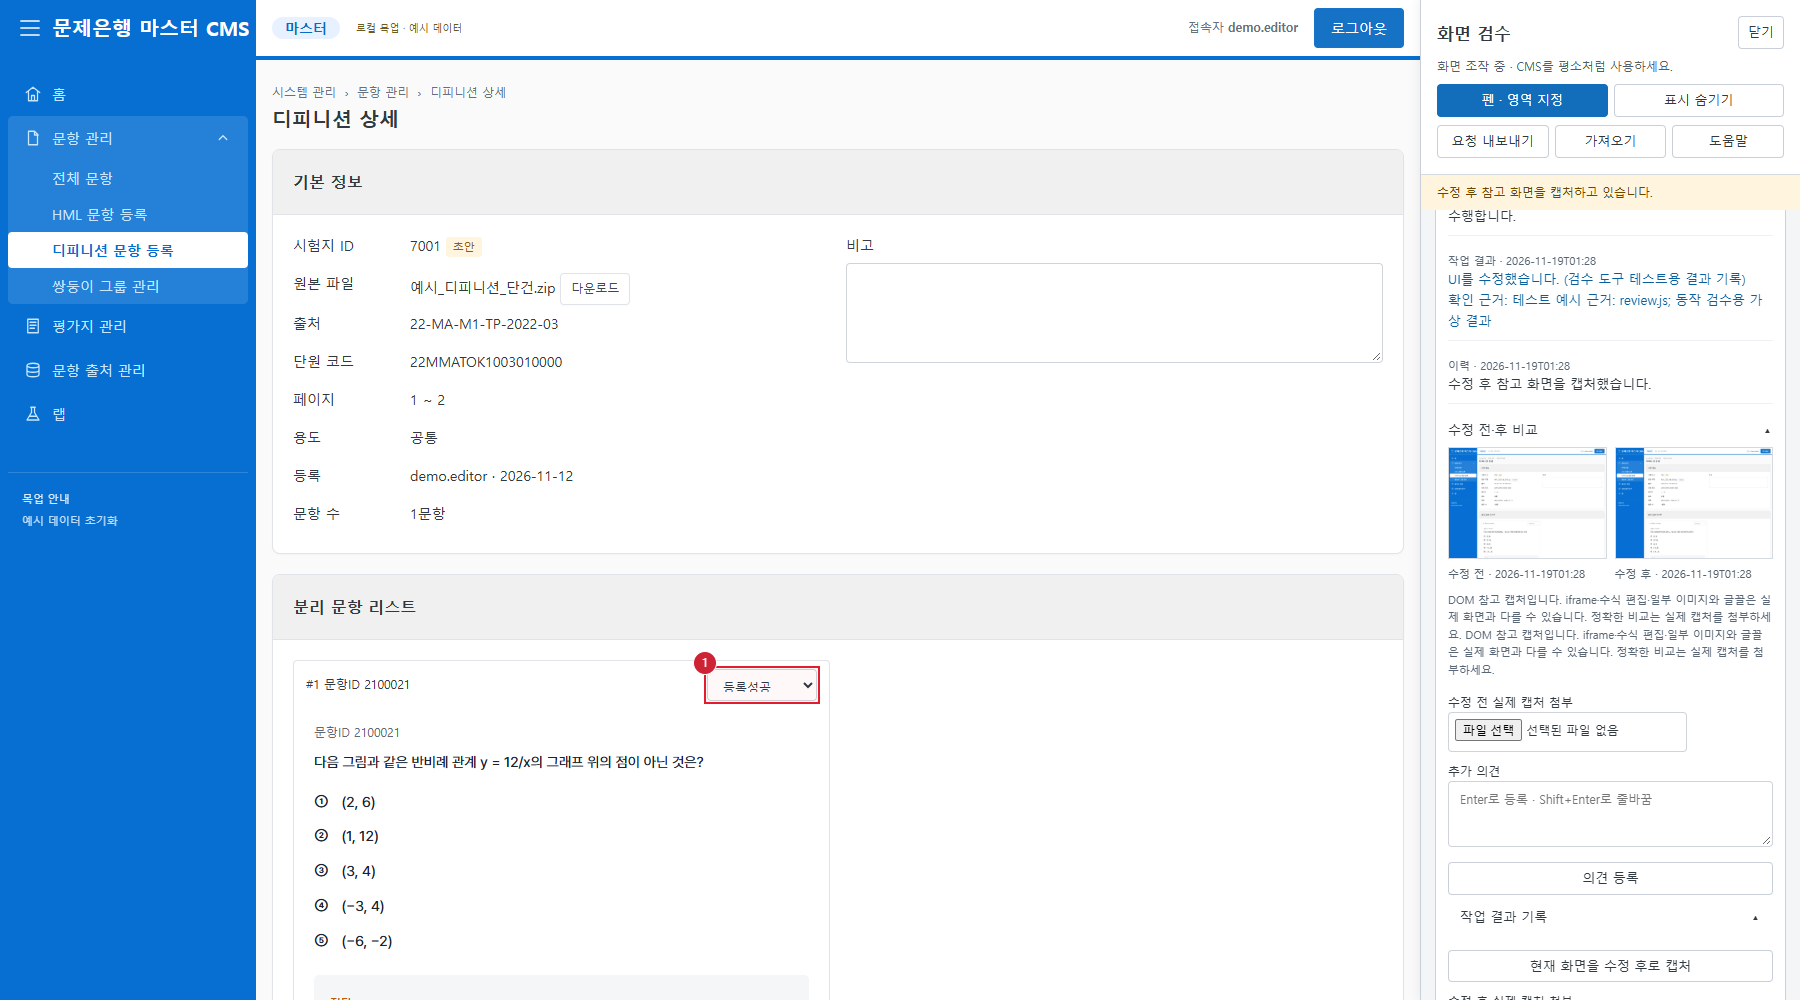 문제은행 마스터 CMS
홈
문항 관리
전체 문항
HML 문항 등록
디피니션 문항 등록
쌍둥이 그룹 관리
평가지 관리
문항 출처 관리
랩
목업 안내
예시 데이터 초기화
마스터
로컬 목업 · 예시 데이터
접속자 demo.editor
로그아웃
시스템 관리 › 문항 관리 › 디피니션 상세
디피니션 상세
기본 정보
시험지 ID 7001 초안
원본 파일 예시_디피니션_단건.zip 다운로드
출처 22-MA-M1-TP-2022-03
단원 코드 22MMATOK1003010000
페이지 1 ~ 2
용도 공통
등록 demo.editor · 2026-11-12
문항 수 1문항
비고
분리 문항 리스트
#1 문항ID 2100021
1
등록성공
문항ID 2100021
다음 그림과 같은 반비례 관계 y = 12/x의 그래프 위의 점이 아닌 것은?
① (2, 6)
② (1, 12)
③ (3, 4)
④ (−3, 4)
⑤ (−6, −2)
화면 검수
닫기
화면 조작 중 · CMS를 평소처럼 사용하세요.
펜 · 영역 지정
표시 숨기기
요청 내보내기
가져오기
도움말
수정 후 참고 화면을 캡처하고 있습니다.
수행합니다.
작업 결과 · 2026-11-19T01:28
UI를 수정했습니다. (검수 도구 테스트용 결과 기록)
확인 근거: 테스트 예시 근거: review.js; 동작 검수용 가
상 결과
이력 · 2026-11-19T01:28
수정 후 참고 화면을 캡처했습니다.
수정 전·후 비교
수정 전 · 2026-11-19T01:28
수정 후 · 2026-11-19T01:28
DOM 참고 캡처입니다. iframe·수식 편집·일부 이미지와 글꼴은 실
제 화면과 다를 수 있습니다. 정확한 비교는 실제 캡처를 첨부하세
요. DOM 참고 캡처입니다. iframe·수식 편집·일부 이미지와 글꼴
은 실제 화면과 다를 수 있습니다. 정확한 비교는 실제 캡처를 첨
부하세요.
수정 전 실제 캡처 첨부
파일 선택 선택된 파일 없음
추가 의견
Enter로 등록 · Shift+Enter로 줄바꿈
의견 등록
작업 결과 기록
현재 화면을 수정 후로 캡처